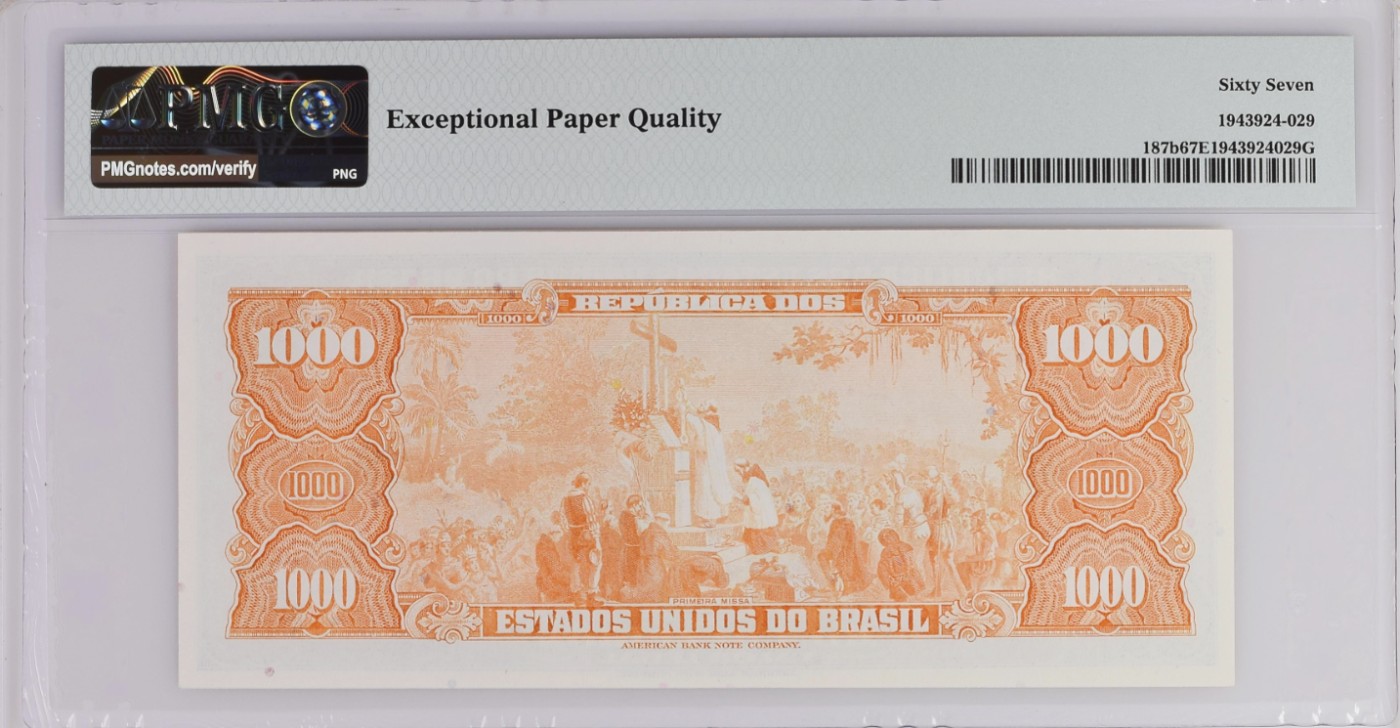 PMG
PMGnotes.com/verify
PNG
Exceptional Paper Quality
Sixty Seven
1943924-029
187b67E1943924029G
REPÚBLICA DOS
1000
1000
1000
1000
1000
1000
1000
1000
PRIMEIRA MISSA
ESTADOS UNIDOS DO BRASIL
AMERICAN BANK NOTE COMPANY.